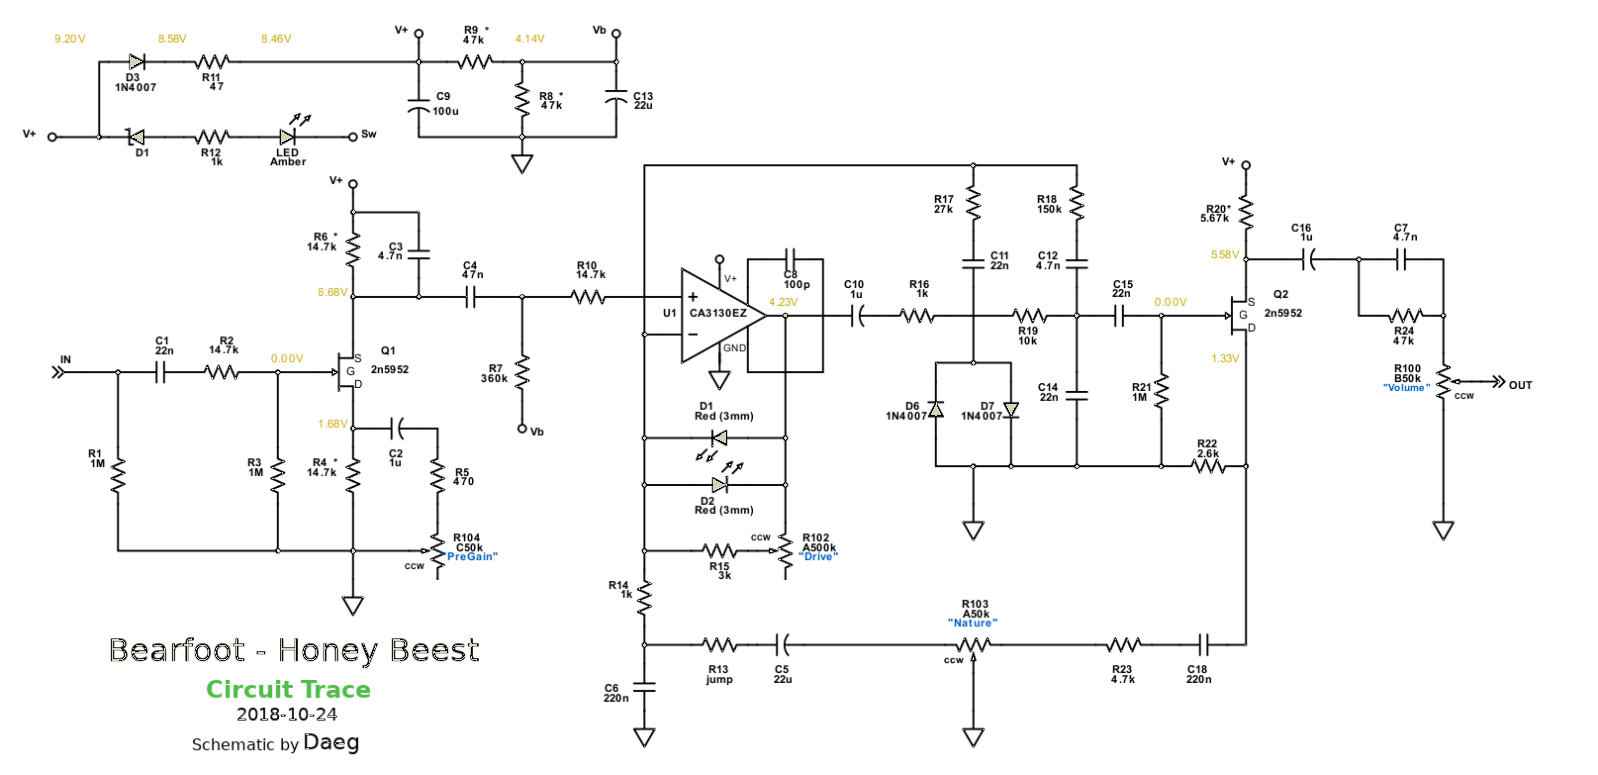 9.20V
8.58V
8.46V
V+
R9 *
47k
4.14V
Vb
D3
1N4007
R11
47
C9
100u
R8 *
47k
C13
22u
V+
D1
R12
1k
LED
Amber
Sw
V+
R6 *
14.7k
C3
4.7n
6.68V
C4
47n
R10
14.7k
IN
C1
22n
R2
14.7k
0.00V
S
G
D
Q1
2n5952
R7
360k
Vb
1.68V
C2
1u
R1
1M
R3
1M
R4 *
14.7k
R5
470
R104
C50k
"PreGain"
ccw
V+
U1
+
CA3130EZ
−
GND
C8
100p
4.23V
C10
1u
R16
1k
R17
27k
R18
150k
C11
22n
C12
4.7n
R19
10k
C15
22n
0.00V
V+
R20*
5.67k
5.58V
S
G
D
Q2
2n5952
1.33V
C16
1u
C7
4.7n
R24
47k
R100
B50k
"Volume"
ccw
OUT
D1
Red (3mm)
D2
Red (3mm)
D6
1N4007
D7
1N4007
C14
22n
R21
1M
R22
2.6k
ccw
R102
A500k
"Drive"
R15
3k
R14
1k
R103
A50k
"Nature"
ccw
R13
jump
C5
22u
R23
4.7k
C18
220n
C6
220n
Bearfoot - Honey Beest
Circuit Trace
2018-10-24
Schematic by Daeg